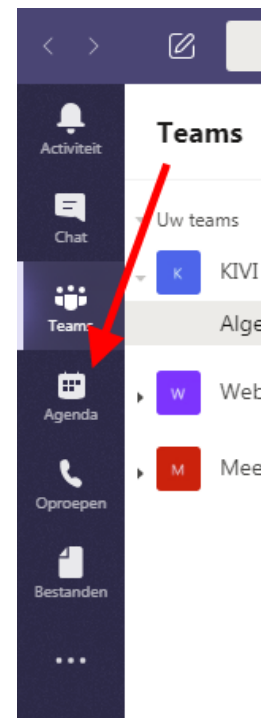 Activiteit
Chat
Teams
Agenda
Oproepen
Bestanden
Teams
Uw teams
K KIVI
Alge
W Web
M Mee